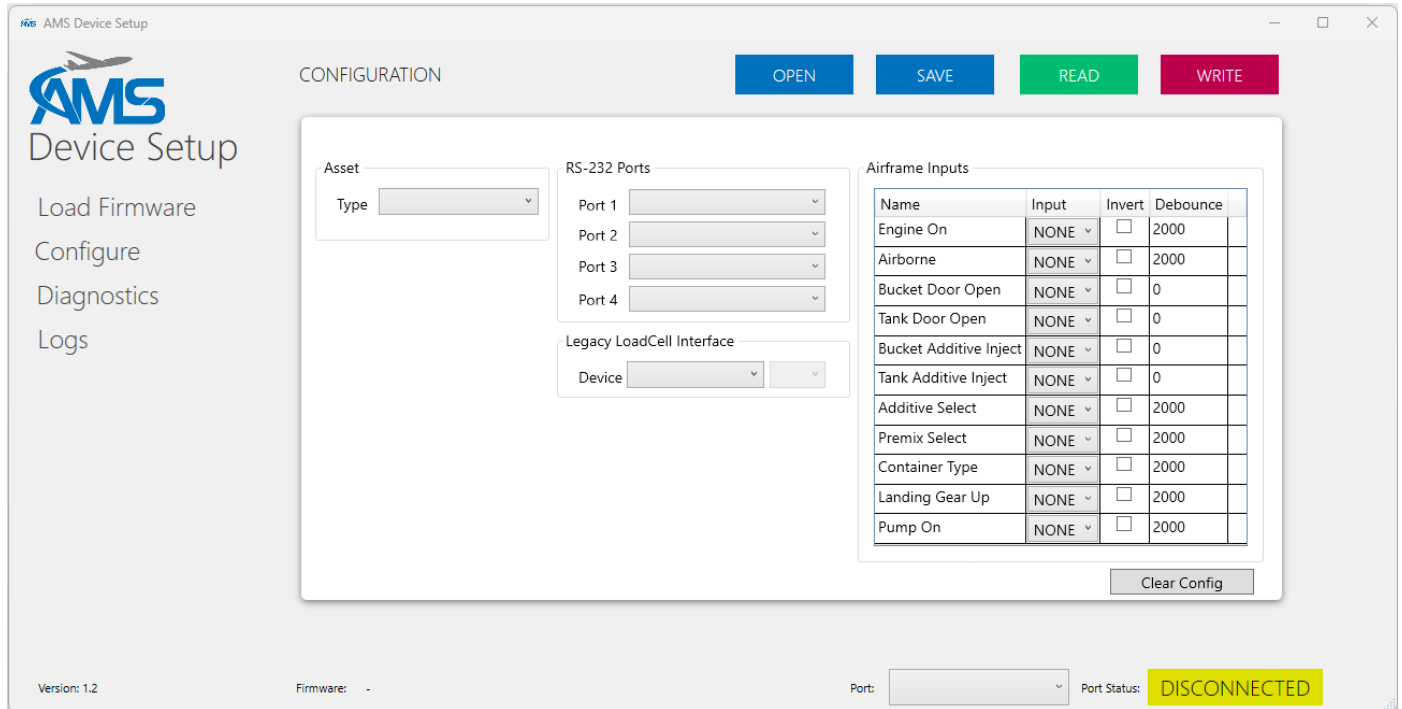 AMS Device Setup
AMS
Device Setup
Load Firmware
Configure
Diagnostics
Logs
CONFIGURATION
OPEN SAVE READ WRITE
Asset
Type
RS-232 Ports
Port 1
Port 2
Port 3
Port 4
Legacy LoadCell Interface
Device
Airframe Inputs
Name Input Invert Debounce
Engine On NONE 2000
Airborne NONE 2000
Bucket Door Open NONE 0
Tank Door Open NONE 0
Bucket Additive Inject NONE 0
Tank Additive Inject NONE 0
Additive Select NONE 2000
Premix Select NONE 2000
Container Type NONE 2000
Landing Gear Up NONE 2000
Pump On NONE 2000
Clear Config
Version: 1.2 Firmware: - Port: Port Status: DISCONNECTED